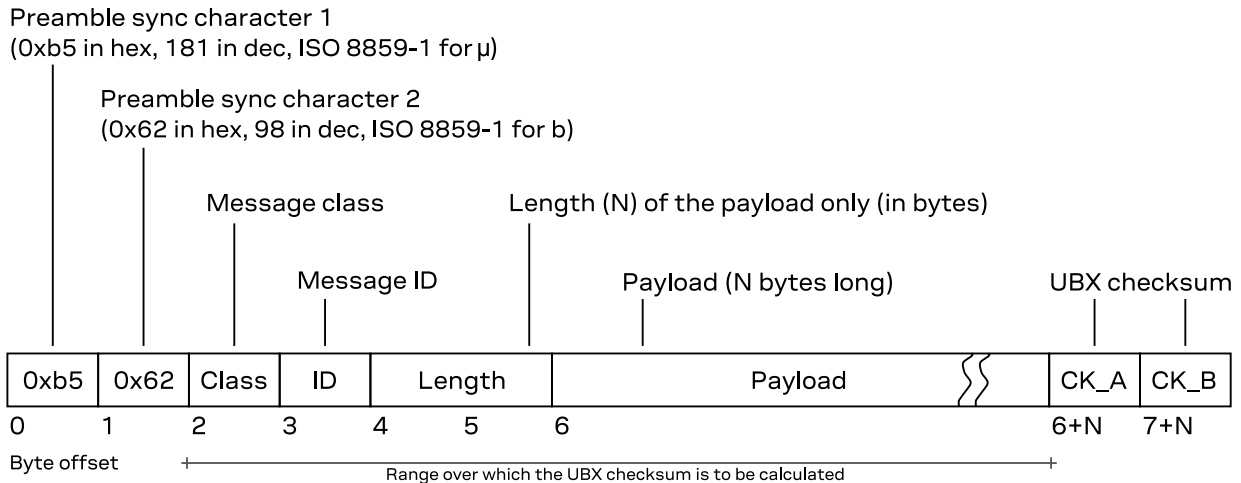 Preamble sync character 1
(0xb5 in hex, 181 in dec, ISO 8859-1 for µ)
Preamble sync character 2
(0x62 in hex, 98 in dec, ISO 8859-1 for b)
Message class
Length (N) of the payload only (in bytes)
Message ID
Payload (N bytes long)
UBX checksum
0xb5 0x62 Class ID Length Payload CK_A CK_B
0 1 2 3 4 5 6 6+N 7+N
Byte offset
Range over which the UBX checksum is to be calculated